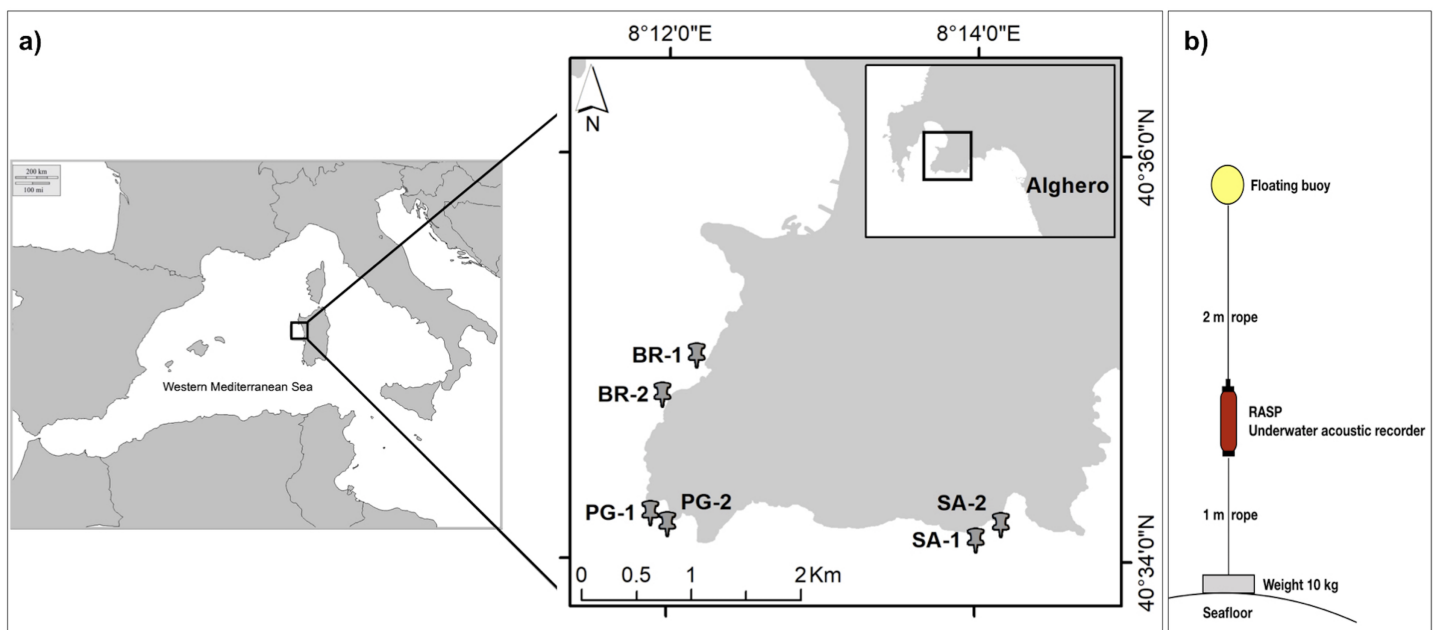 a)
200 km
100 mi
Western Mediterranean Sea
8°12'0"E
8°14'0"E
N
Alghero
40°36'0"N
BR-1
BR-2
PG-1
PG-2
SA-2
SA-1
0 0.5 1 2 Km
40°34'0"N
b)
Floating buoy
2 m rope
RASP
Underwater acoustic recorder
1 m rope
Weight 10 kg
Seafloor